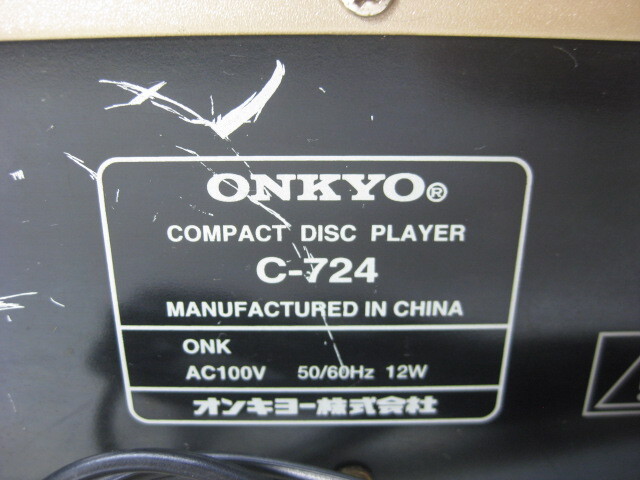 ONKYO®
COMPACT DISC PLAYER
C-724
MANUFACTURED IN CHINA
ONK
AC100V 50/60Hz 12W
オンキヨー株式会社